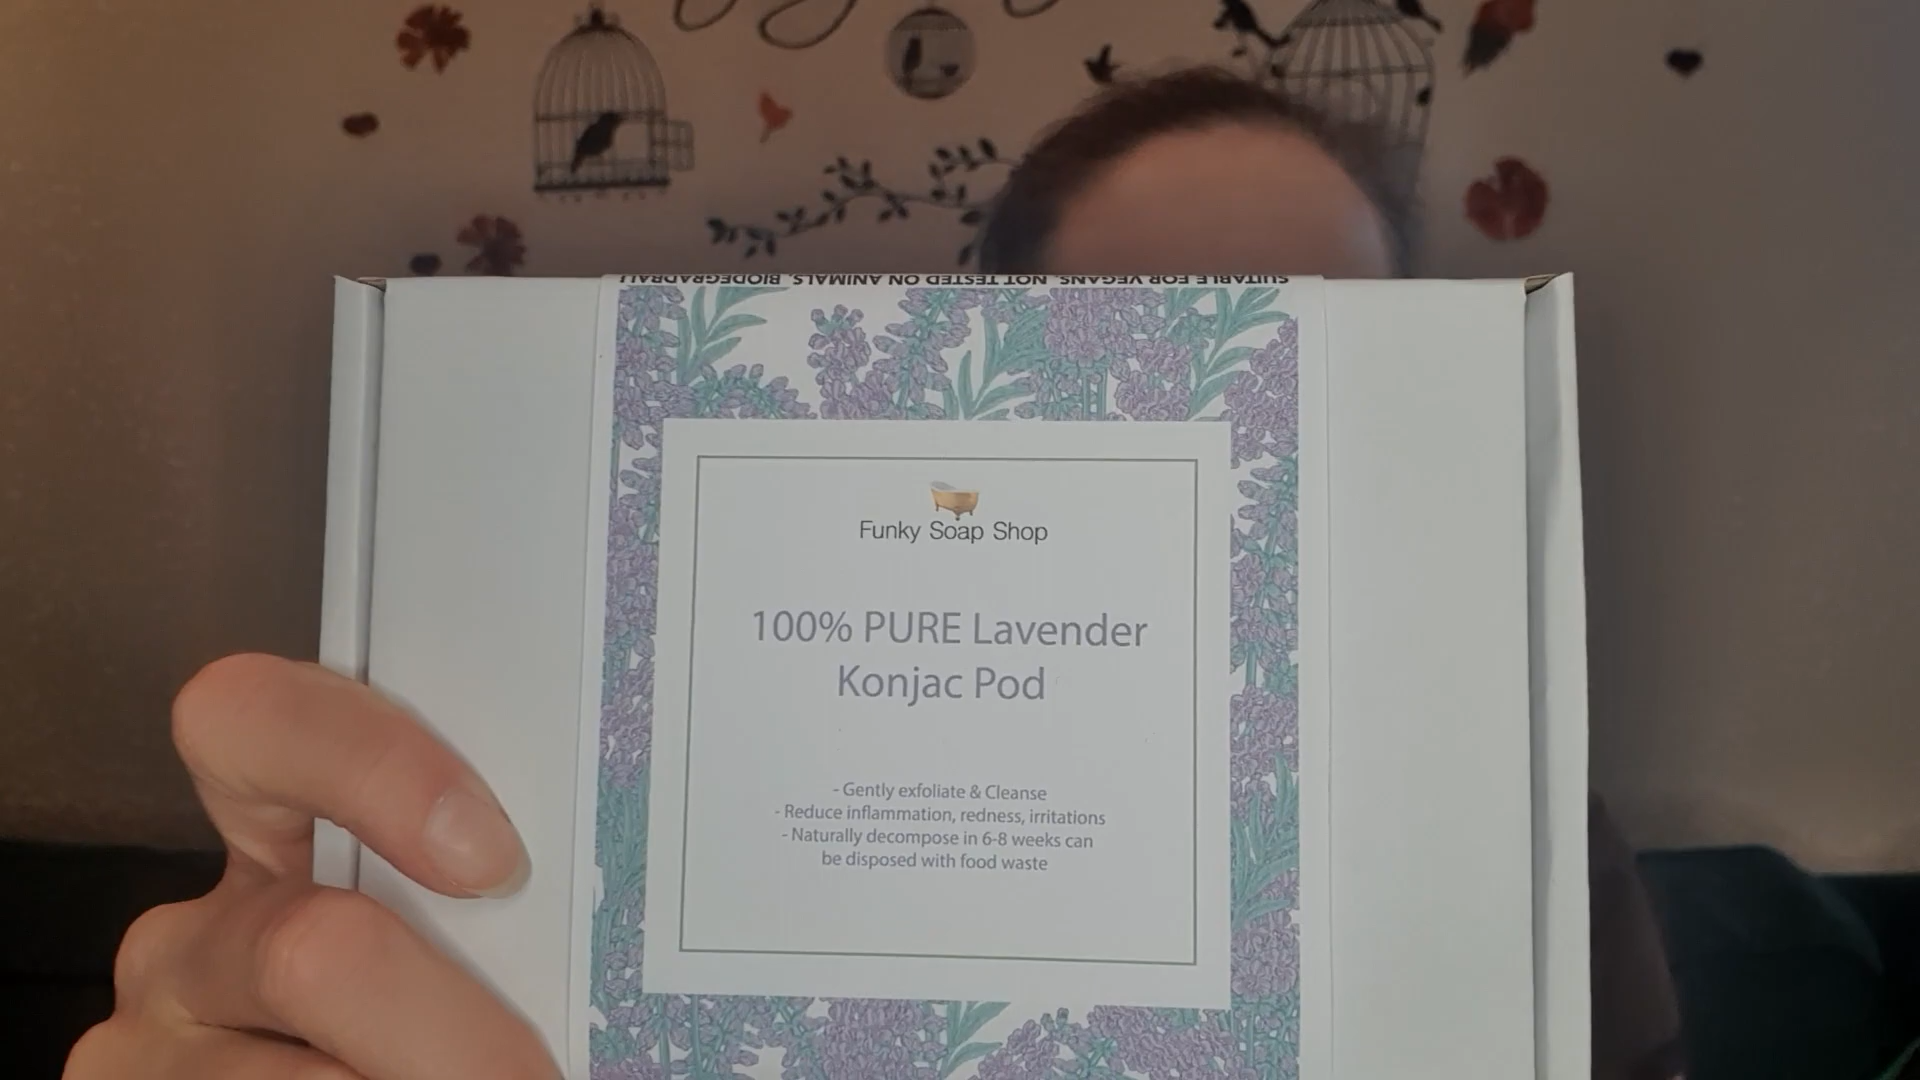 SUITABLE FOR VEGANS, NOT TESTED ON ANIMALS, BIODEGRADABLE
Funky Soap Shop
100% PURE Lavender
Konjac Pod
- Gently exfoliate & Cleanse
- Reduce inflammation, redness, irritations
- Naturally decompose in 6-8 weeks can
be disposed with food waste